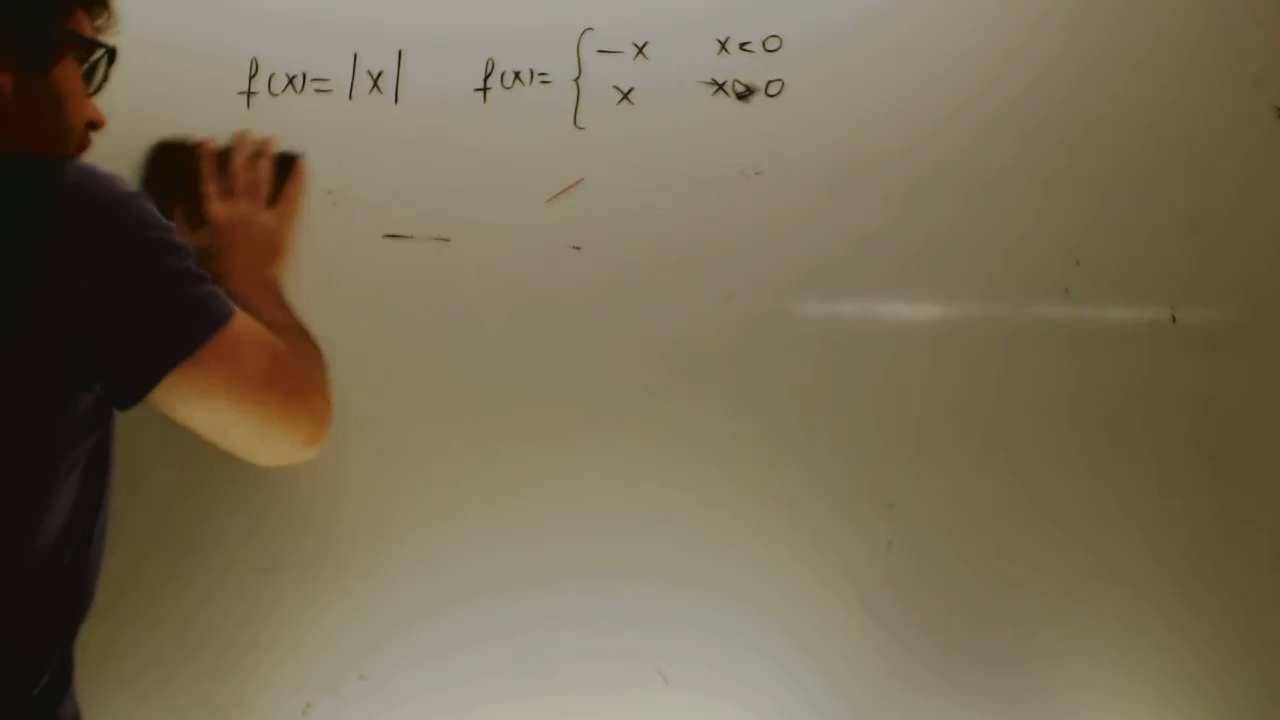 f(x)=|x| f(x)= { -x x<0
x x>0